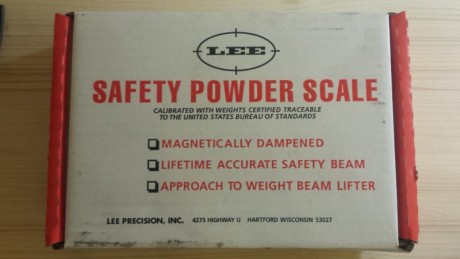 LEE
SAFETY POWDER SCALE
CALIBRATED WITH WEIGHTS CERTIFIED TRACEABLE
TO THE UNITED STATES BUREAU OF STANDARDS
MAGNETICALLY DAMPENED
LIFETIME ACCURATE SAFETY BEAM
APPROACH TO WEIGHT BEAM LIFTER
LEE PRECISION, INC. 4275 HIGHWAY U HARTFORD WISCONSIN 53027